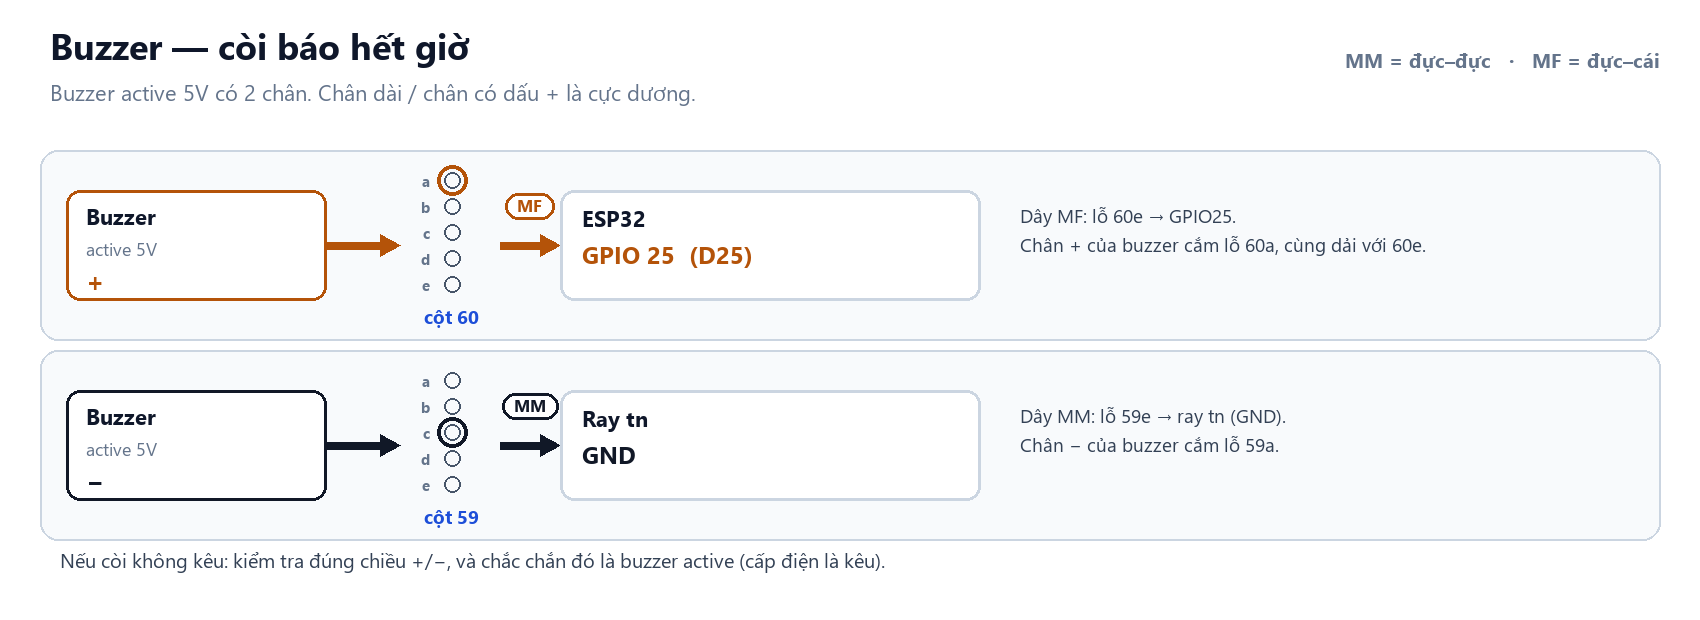 Buzzer — còi báo hết giờ
MM = đực–đực · MF = đực–cái
Buzzer active 5V có 2 chân. Chân dài / chân có dấu + là cực dương.
Buzzer
active 5V
+
a
b
c
d
e
cột 60
MF
ESP32
GPIO 25 (D25)
Dây MF: lỗ 60e → GPIO25.
Chân + của buzzer cắm lỗ 60a, cùng dải với 60e.
Buzzer
active 5V
−
a
b
c
d
e
cột 59
MM
Ray tn
GND
Dây MM: lỗ 59e → ray tn (GND).
Chân − của buzzer cắm lỗ 59a.
Nếu còi không kêu: kiểm tra đúng chiều +/−, và chắc chắn đó là buzzer active (cấp điện là kêu).